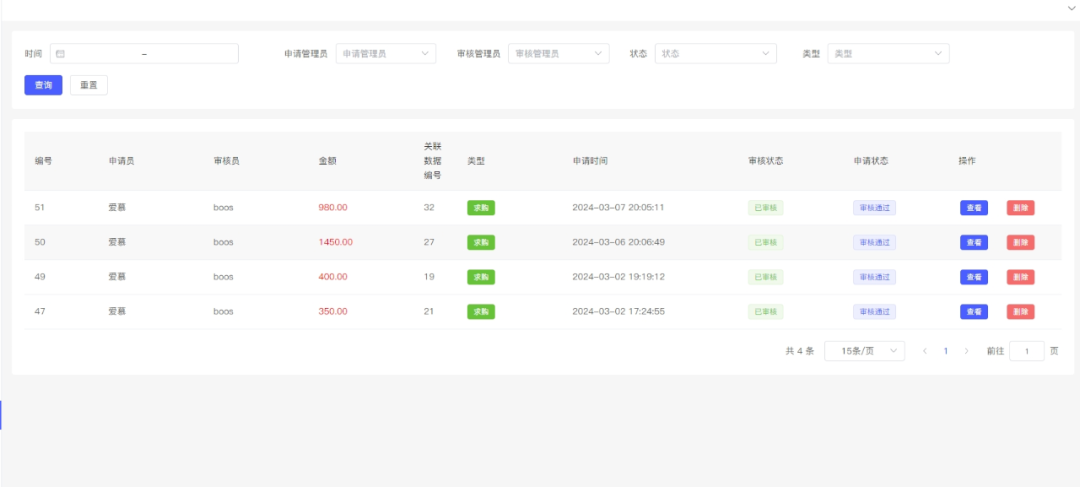 时间 – 申请管理员 申请管理员 审核管理员 审核管理员 状态 状态 类型 类型
查询 重置
编号 申请员 审核员 金额 关联数据编号 类型 申请时间 审核状态 申请状态 操作
51 爱慕 boos 980.00 32 求购 2024-03-07 20:05:11 已审核 审核通过 查看 删除
50 爱慕 boos 1450.00 27 求购 2024-03-06 20:06:49 已审核 审核通过 查看 删除
49 爱慕 boos 400.00 19 求购 2024-03-02 19:19:12 已审核 审核通过 查看 删除
47 爱慕 boos 350.00 21 求购 2024-03-02 17:24:55 已审核 审核通过 查看 删除
共 4 条 15条/页 1 前往 1 页